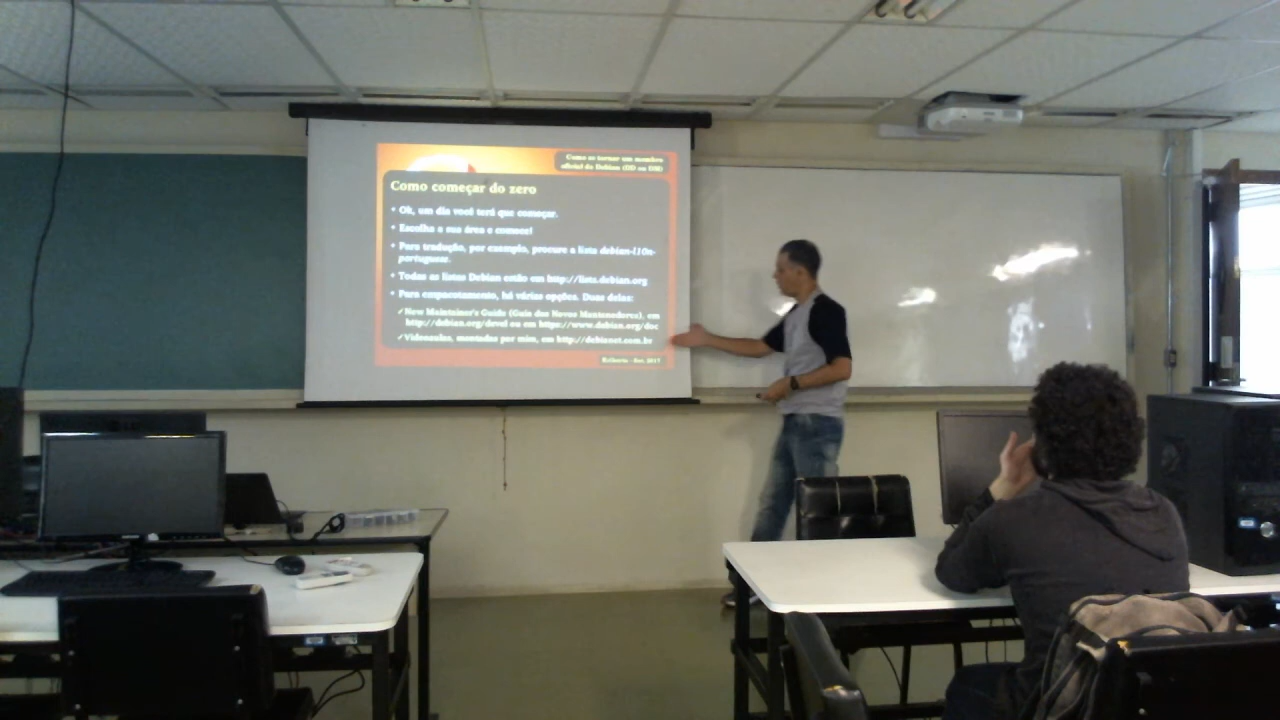 Como se tornar um membro
oficial do Debian (DD ou DM)
Como começar do zero
• Ok, um dia você terá que começar.
• Escolha a sua área e comece!
• Para tradução, por exemplo, procure a lista debian-l10n-
portuguese.
• Todas as listas Debian estão em http://lists.debian.org
• Para empacotamento, há várias opções. Duas delas:
✓New Maintainer's Guide (Guia dos Novos Mantenedores), em
http://debian.org/devel ou em https://www.debian.org/doc
✓Videoaulas, montadas por mim, em http://debianet.com.br
2017